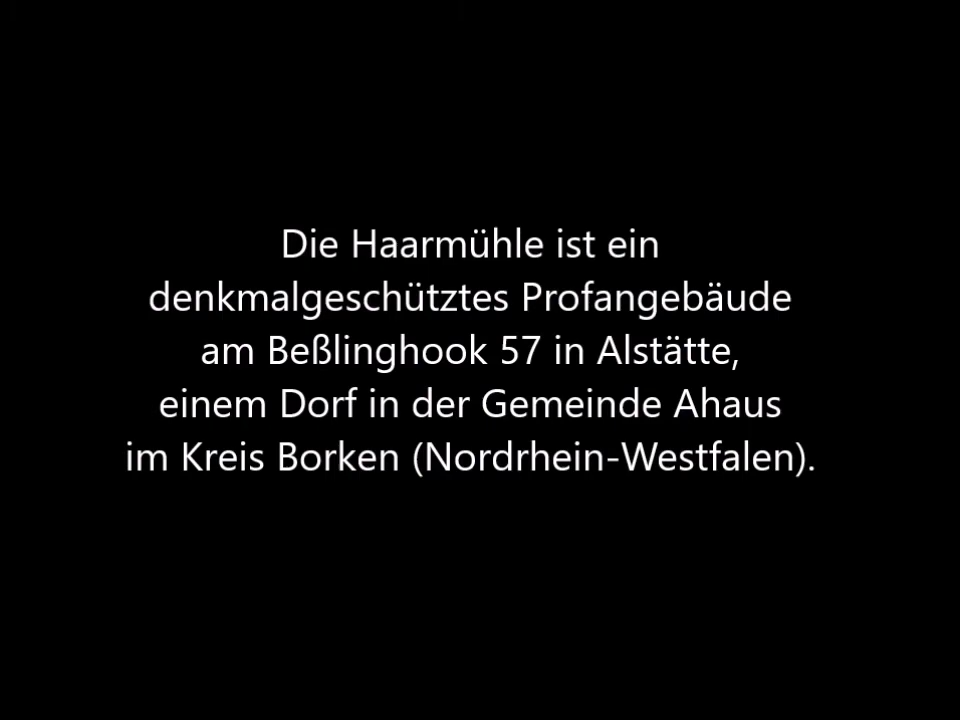 Die Haarmühle ist ein
denkmalgeschütztes Profangebäude
am Beßlinghook 57 in Alstätte,
einem Dorf in der Gemeinde Ahaus
im Kreis Borken (Nordrhein-Westfalen).